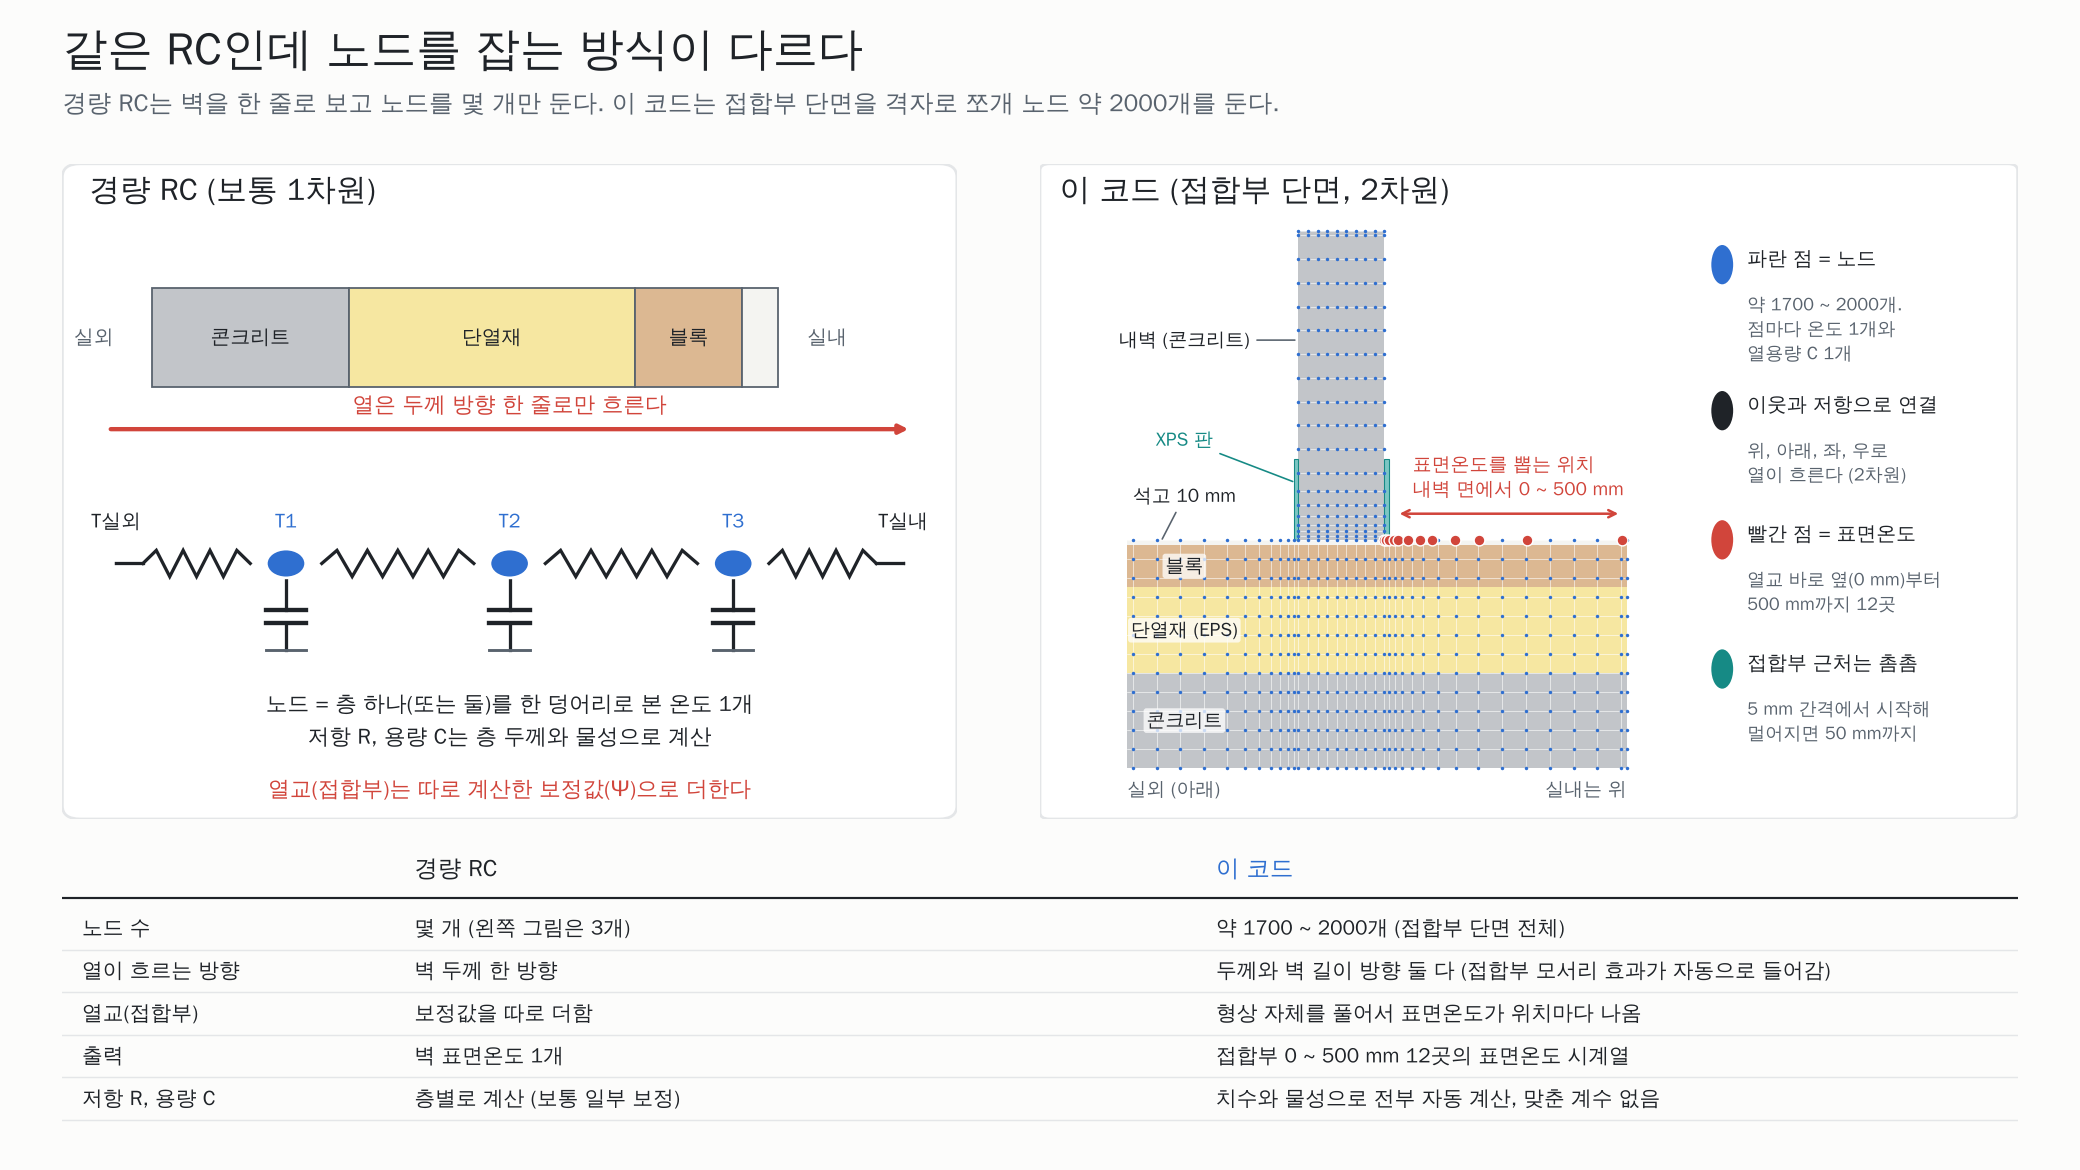 같은 RC인데 노드를 잡는 방식이 다르다
경량 RC는 벽을 한 줄로 보고 노드를 몇 개만 둔다. 이 코드는 접합부 단면을 격자로 쪼개 노드 약 2000개를 둔다.
경량 RC (보통 1차원)
실외
콘크리트
단열재
블록
실내
열은 두께 방향 한 줄로만 흐른다
T실외
T1
T2
T3
T실내
노드 = 층 하나(또는 둘)를 한 덩어리로 본 온도 1개
저항 R, 용량 C는 층 두께와 물성으로 계산
열교(접합부)는 따로 계산한 보정값(Ψ)으로 더한다
이 코드 (접합부 단면, 2차원)
내벽 (콘크리트)
XPS 판
석고 10 mm
표면온도를 뽑는 위치
내벽 면에서 0 ~ 500 mm
블록
단열재 (EPS)
콘크리트
실외 (아래)
실내는 위
파란 점 = 노드
약 1700 ~ 2000개.
점마다 온도 1개와
열용량 C 1개
이웃과 저항으로 연결
위, 아래, 좌, 우로
열이 흐른다 (2차원)
빨간 점 = 표면온도
열교 바로 옆(0 mm)부터
500 mm까지 12곳
접합부 근처는 촘촘
5 mm 간격에서 시작해
멀어지면 50 mm까지
경량 RC
이 코드
노드 수
몇 개 (왼쪽 그림은 3개)
약 1700 ~ 2000개 (접합부 단면 전체)
열이 흐르는 방향
벽 두께 한 방향
두께와 벽 길이 방향 둘 다 (접합부 모서리 효과가 자동으로 들어감)
열교(접합부)
보정값을 따로 더함
형상 자체를 풀어서 표면온도가 위치마다 나옴
출력
벽 표면온도 1개
접합부 0 ~ 500 mm 12곳의 표면온도 시계열
저항 R, 용량 C
층별로 계산 (보통 일부 보정)
치수와 물성으로 전부 자동 계산, 맞춘 계수 없음